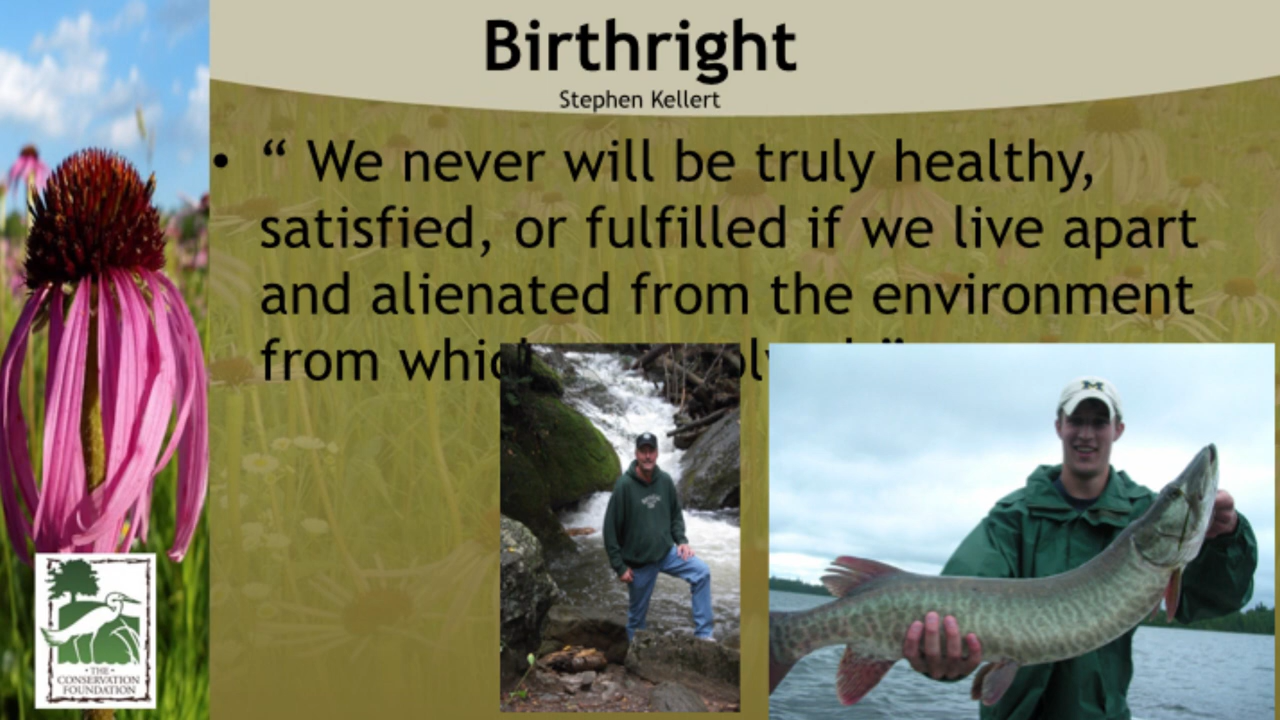 Birthright
Stephen Kellert
• “ We never will be truly healthy,
satisfied, or fulfilled if we live apart
and alienated from the environment
from ”
M
• THE •
CONSERVATION
FOUNDATION